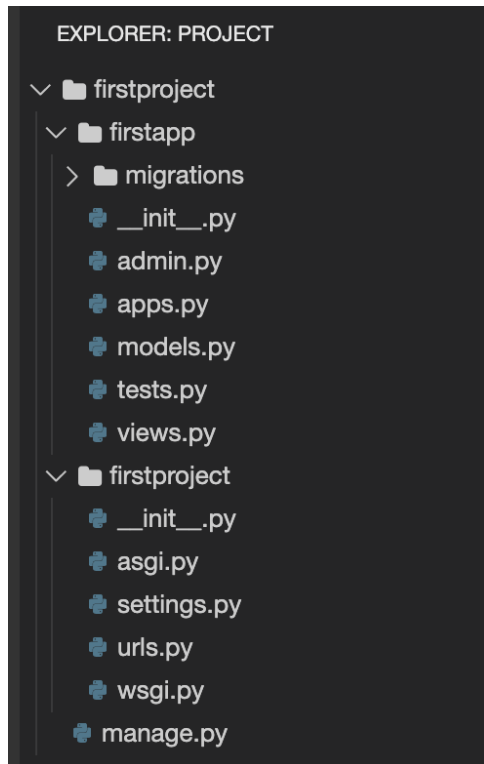 EXPLORER: PROJECT
firstproject
firstapp
migrations
__init__.py
admin.py
apps.py
models.py
tests.py
views.py
firstproject
__init__.py
asgi.py
settings.py
urls.py
wsgi.py
manage.py